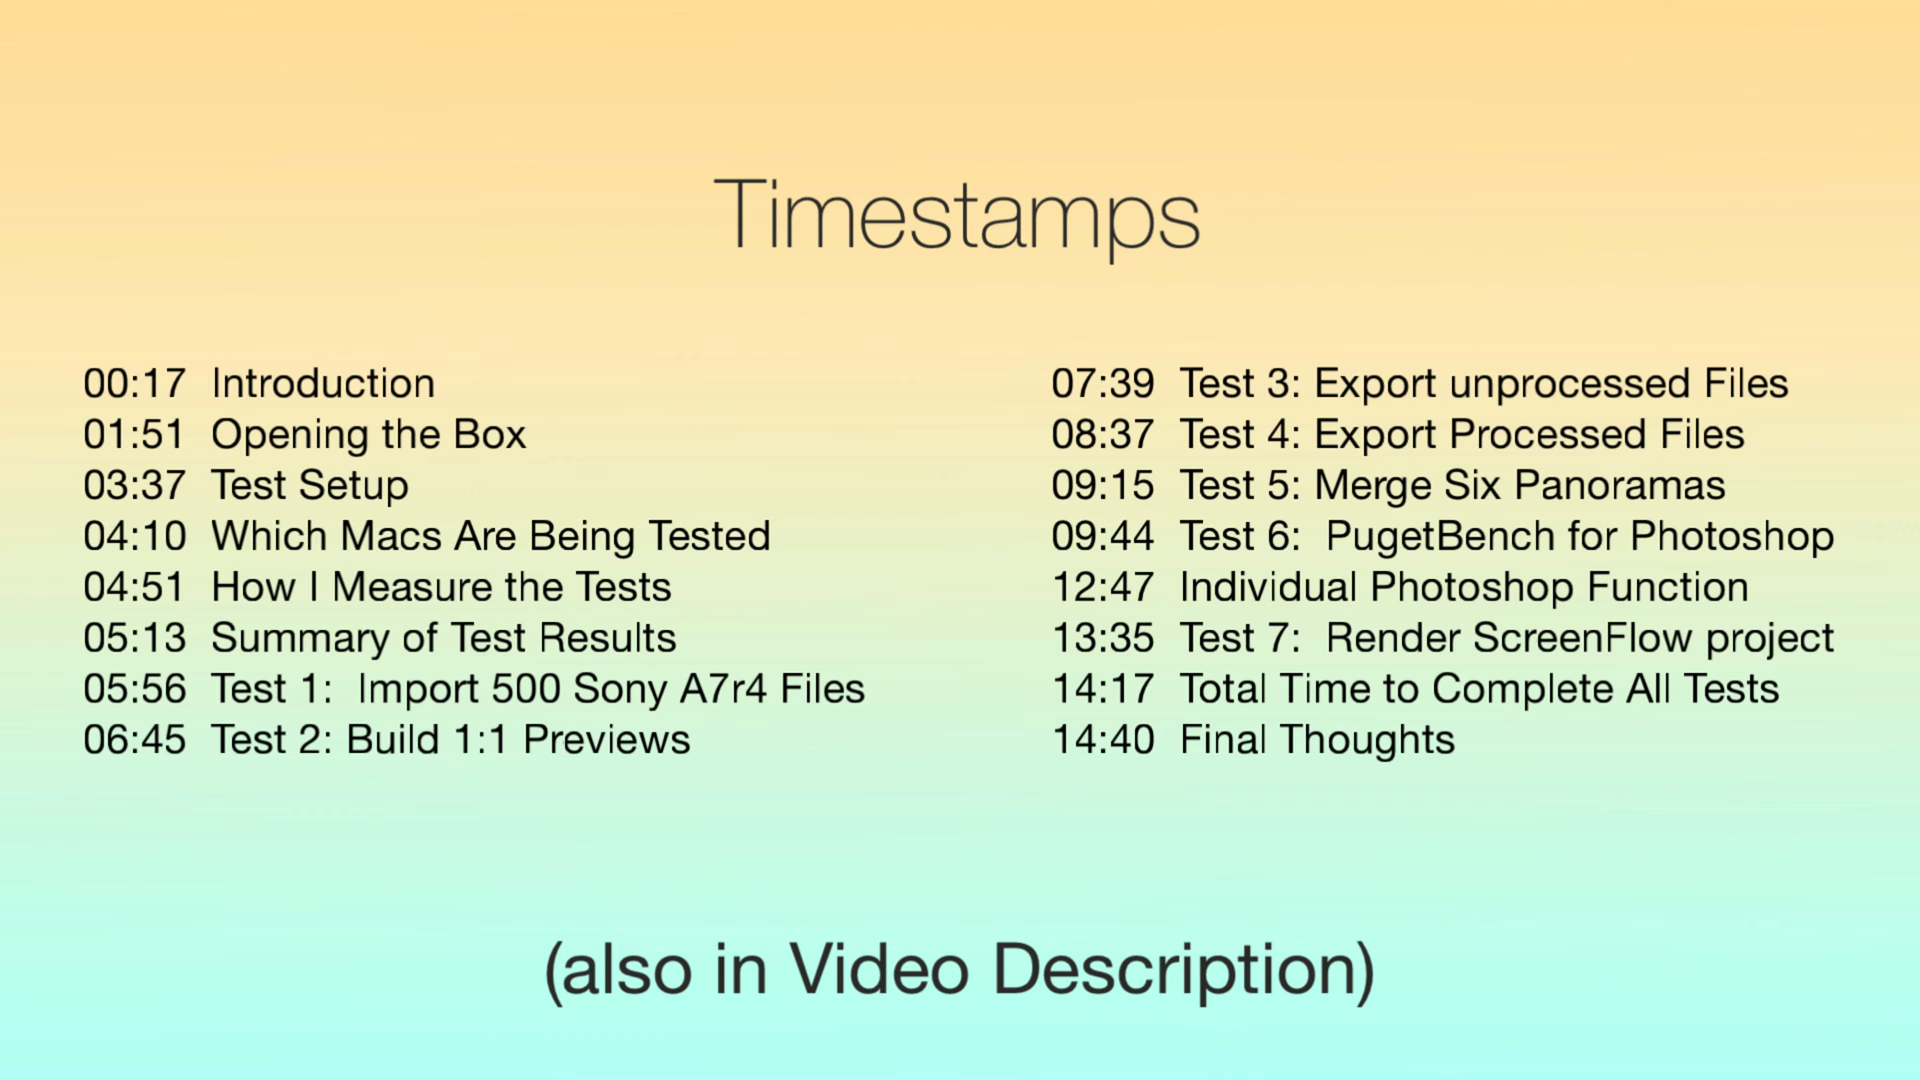 Timestamps
00:17 Introduction
01:51 Opening the Box
03:37 Test Setup
04:10 Which Macs Are Being Tested
04:51 How I Measure the Tests
05:13 Summary of Test Results
05:56 Test 1: Import 500 Sony A7r4 Files
06:45 Test 2: Build 1:1 Previews
07:39 Test 3: Export unprocessed Files
08:37 Test 4: Export Processed Files
09:15 Test 5: Merge Six Panoramas
09:44 Test 6: PugetBench for Photoshop
12:47 Individual Photoshop Function
13:35 Test 7: Render ScreenFlow project
14:17 Total Time to Complete All Tests
14:40 Final Thoughts
(also in Video Description)